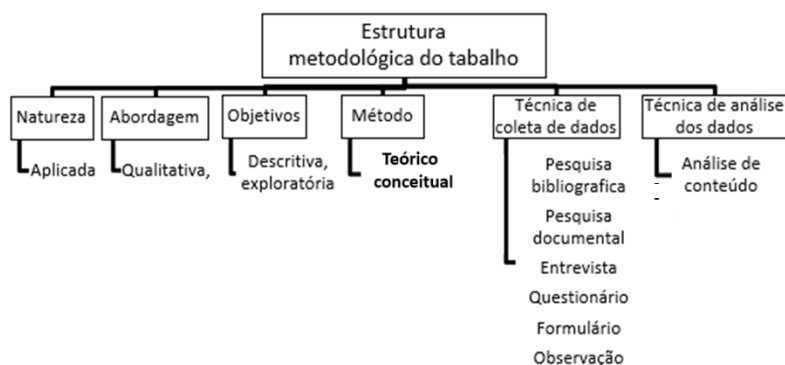 Estrutura
metodológica do tabalho
Natureza
Abordagem
Objetivos
Método
Técnica de
coleta de dados
Técnica de análise
dos dados
Aplicada
Qualitativa,
Descritiva,
exploratória
Teórico
conceitual
Pesquisa
bibliografica
Pesquisa
documental
Entrevista
Questionário
Formulário
Observação
Análise de
conteúdo